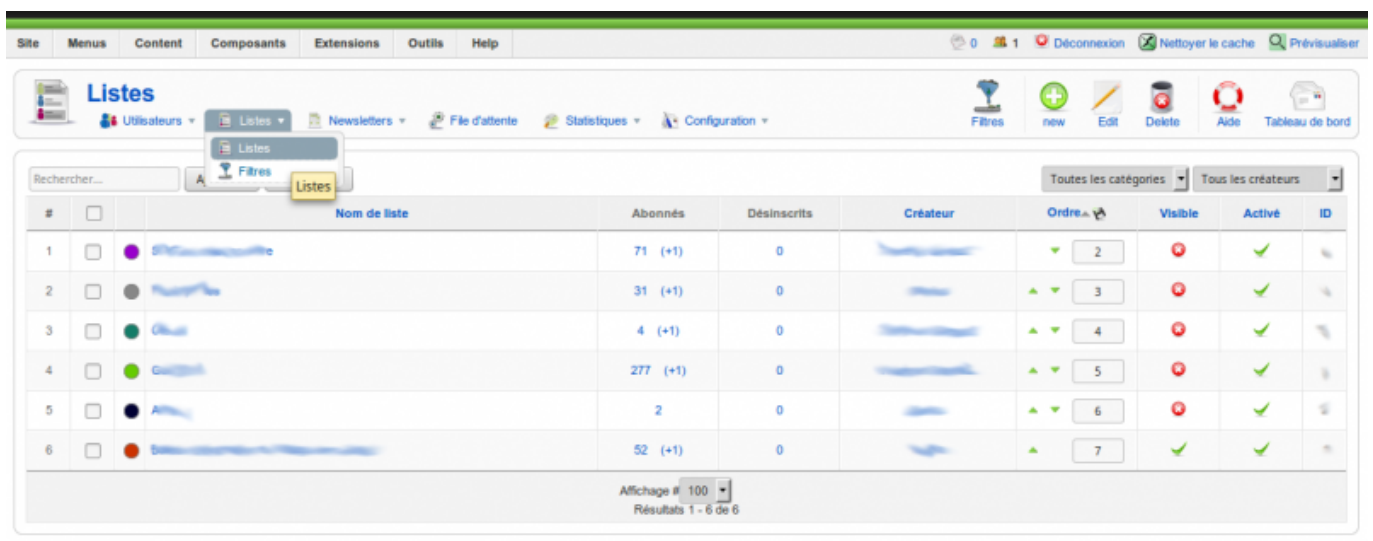 Site Menus Content Composants Extensions Outils Help 0 1 Déconnexion Nettoyer le cache Prévisualiser
Listes
Utilisateurs Listes Newsletters File d'attente Statistiques Configuration Filtres new Edit Delete Aide Tableau de bord
Listes
Filtres
Listes
Rechercher... Toutes les catégories Tous les créateurs
# Nom de liste Abonnés Désinscrits Créateur Ordre Visible Activé ID
1 71 (+1) 0 2
2 31 (+1) 0 3
3 4 (+1) 0 4
4 277 (+1) 0 5
5 2 0 6
6 52 (+1) 0 7
Affichage # 100
Résultats 1 - 6 de 6